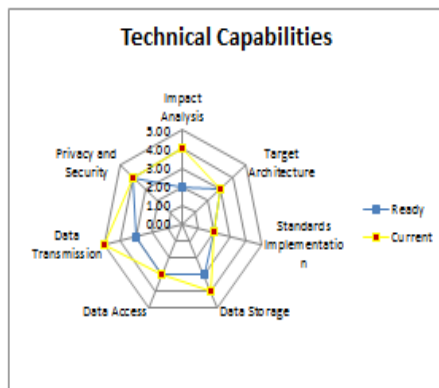 Technical Capabilities
Impact
Analysis
5.00
4.00
3.00
2.00
1.00
0.00
Privacy and
Security
Target
Architecture
Ready
Current
Standards
Implementatio
n
Data
Transmission
Data Access
Data Storage